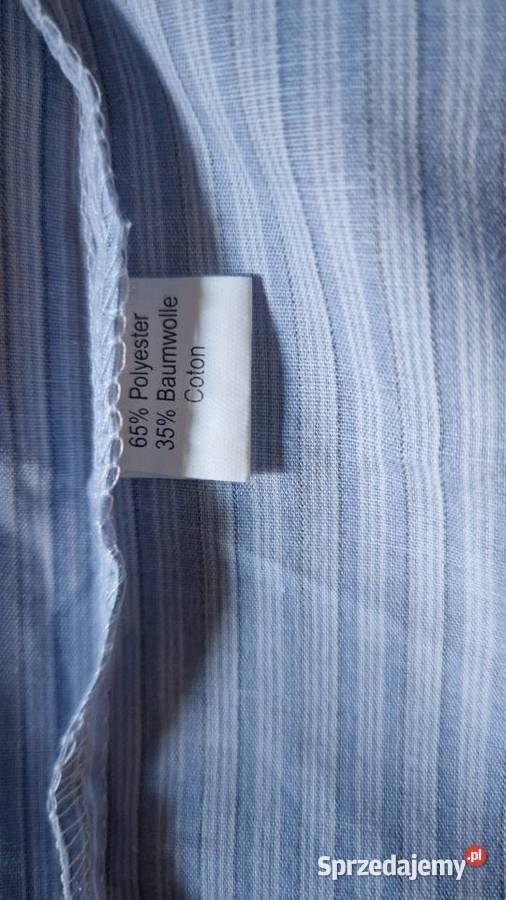 65% Polyester
35% Baumwolle
Coton
Sprzedajemy.pl